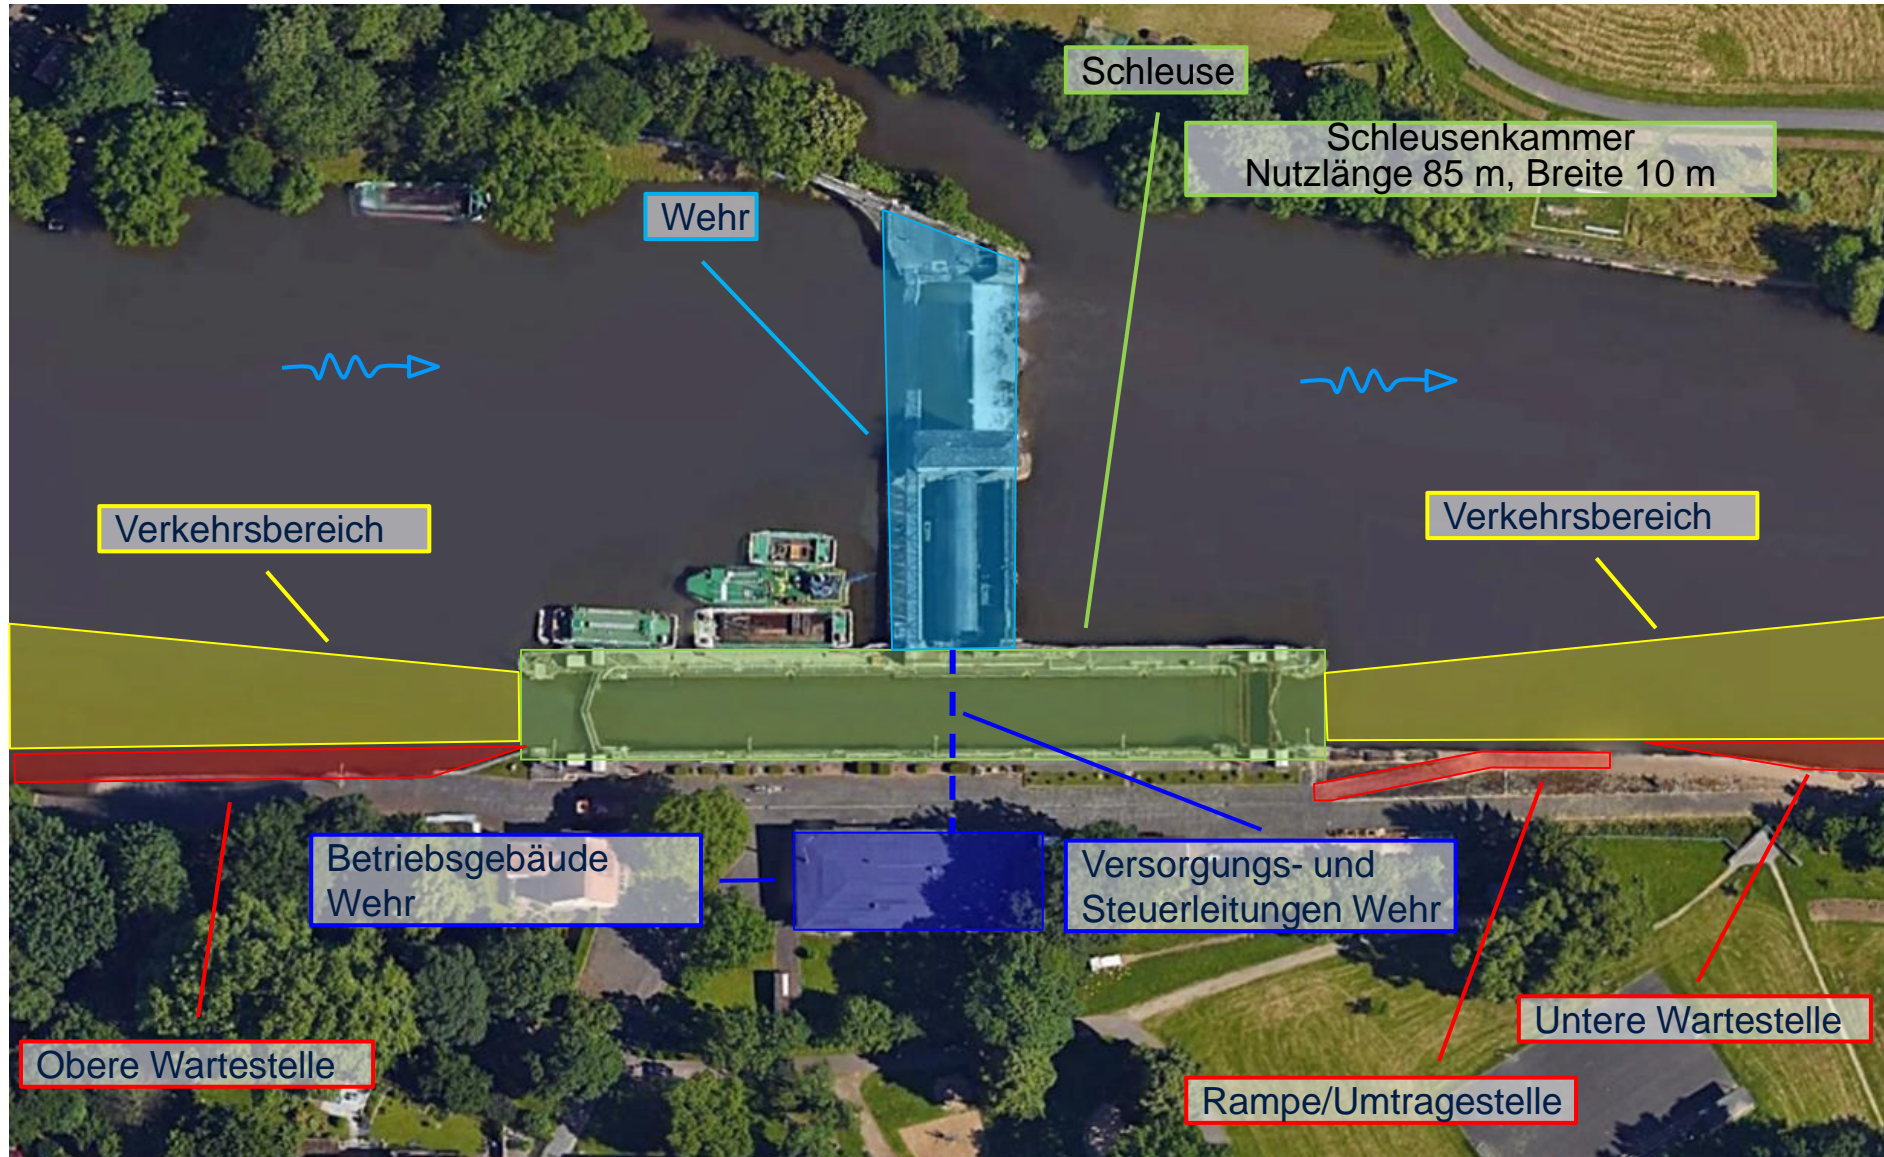 Schleuse
Schleusenkammer
Nutzlänge 85 m, Breite 10 m
Wehr
Verkehrsbereich
Verkehrsbereich
Betriebsgebäude
Wehr
Versorgungs- und
Steuerleitungen Wehr
Obere Wartestelle
Untere Wartestelle
Rampe/Umtragestelle